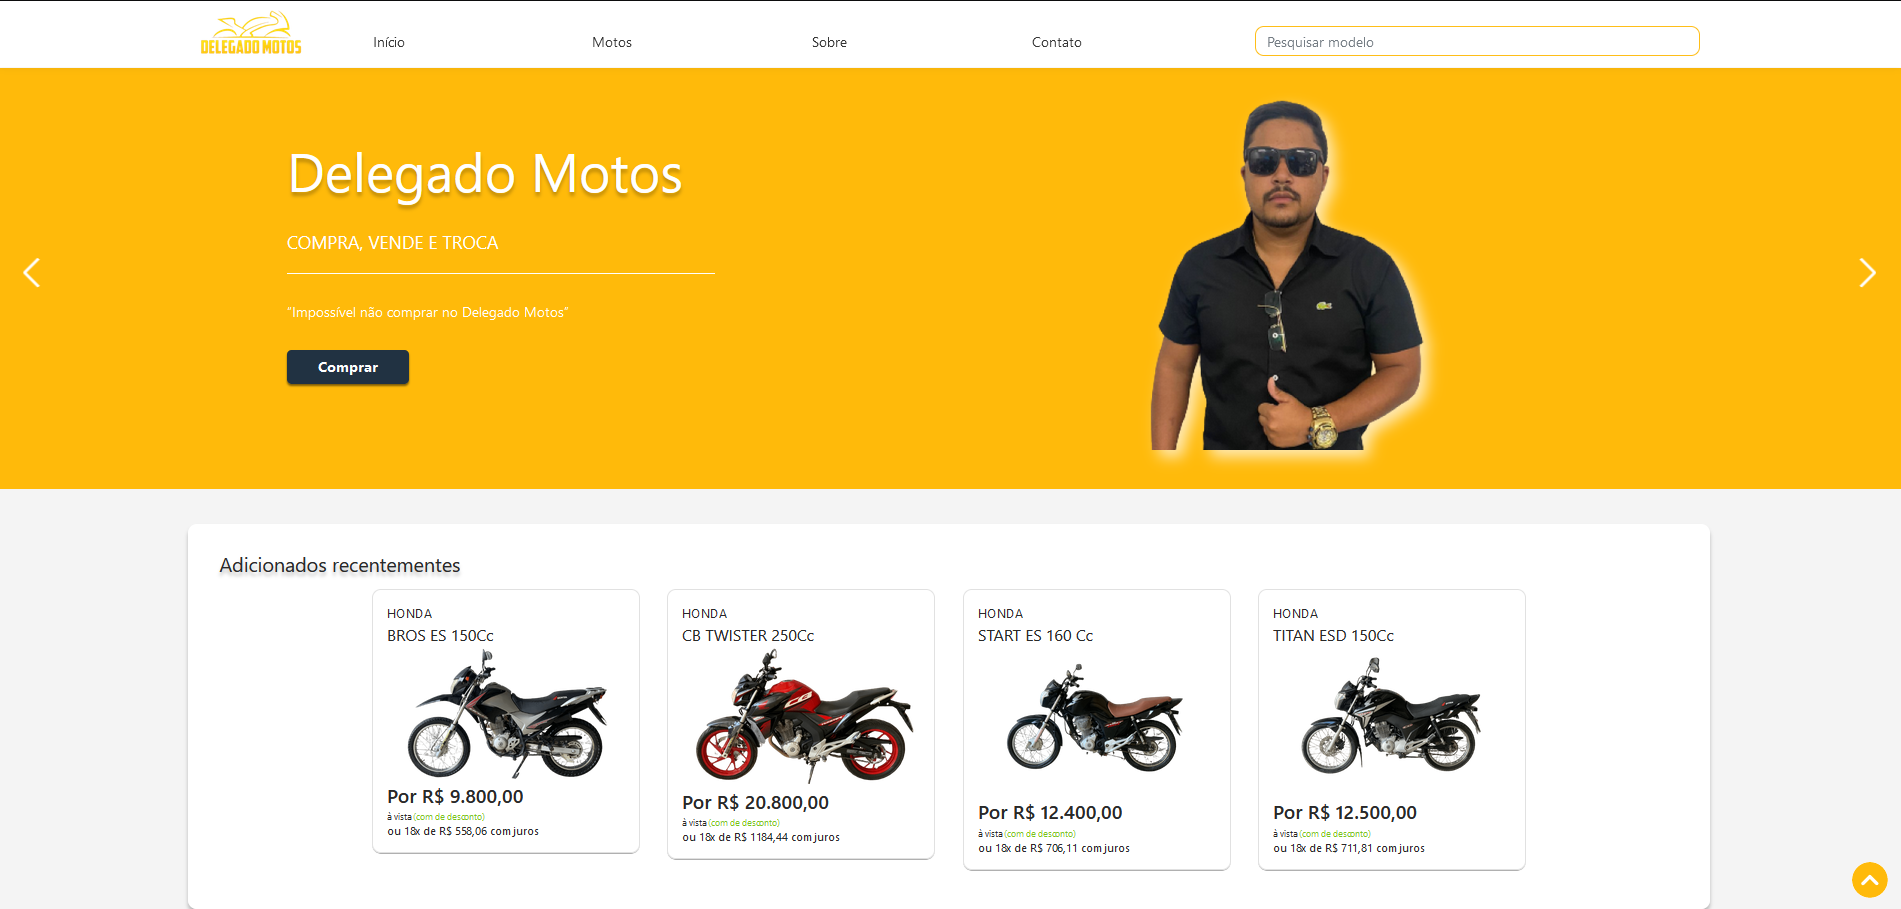 DELEGADO MOTOS
Início
Motos
Sobre
Contato
Pesquisar modelo
Delegado Motos
COMPRA, VENDE E TROCA
"Impossível não comprar no Delegado Motos"
Comprar
Adicionados recentementes
HONDA
BROS ES 150Cc
Por R$ 9.800,00
à vista (com de desconto)
ou 18x de R$ 558,06 com juros
HONDA
CB TWISTER 250Cc
Por R$ 20.800,00
à vista (com de desconto)
ou 18x de R$ 1184,44 com juros
HONDA
START ES 160 Cc
Por R$ 12.400,00
à vista (com de desconto)
ou 18x de R$ 706,11 com juros
HONDA
TITAN ESD 150Cc
Por R$ 12.500,00
à vista (com de desconto)
ou 18x de R$ 711,81 com juros